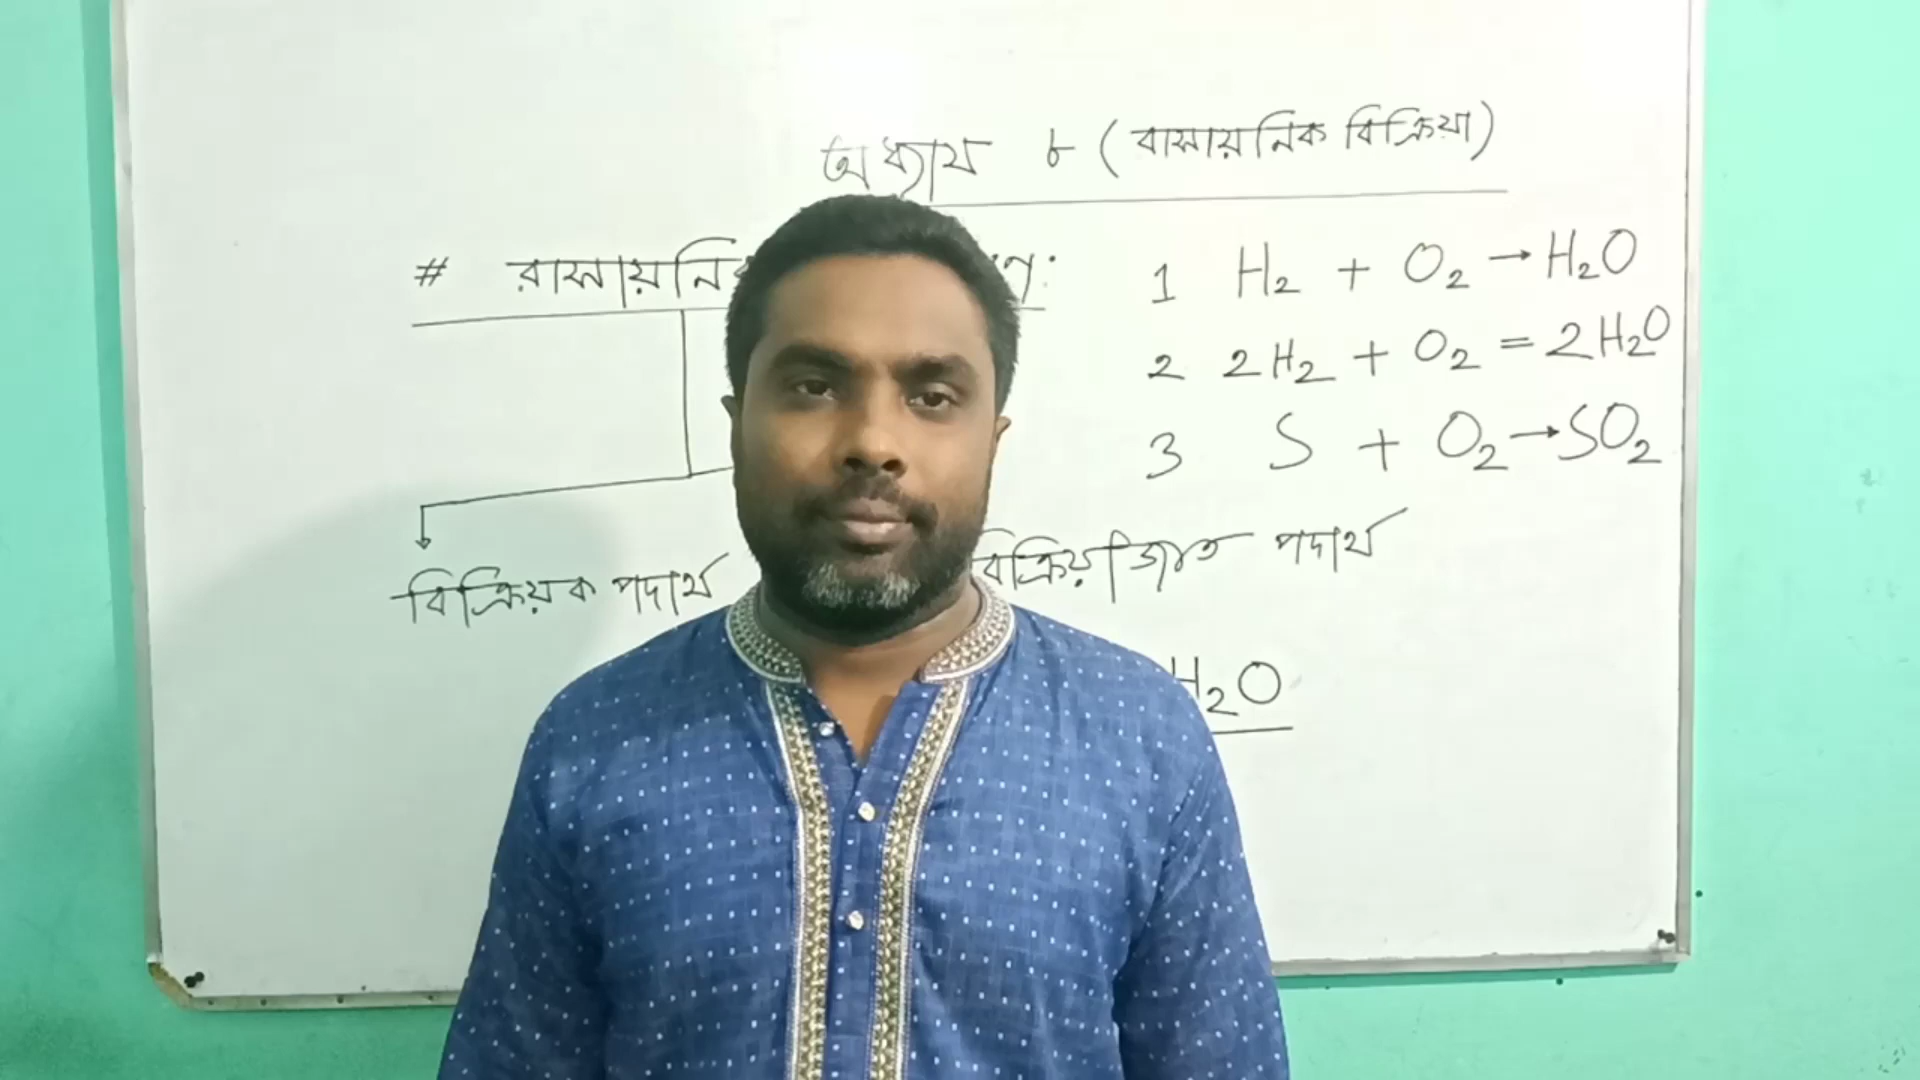 অধ্যায় ৮ (রাসায়নিক বিক্রিয়া)
# রাসায়নিক
1 H₂ + O₂ → H₂O
2 2H₂ + O₂ = 2H₂O
3 S + O₂ → SO₂
বিক্রিয়ক পদার্থ বিক্রিয়াজাত পদার্থ
H₂O